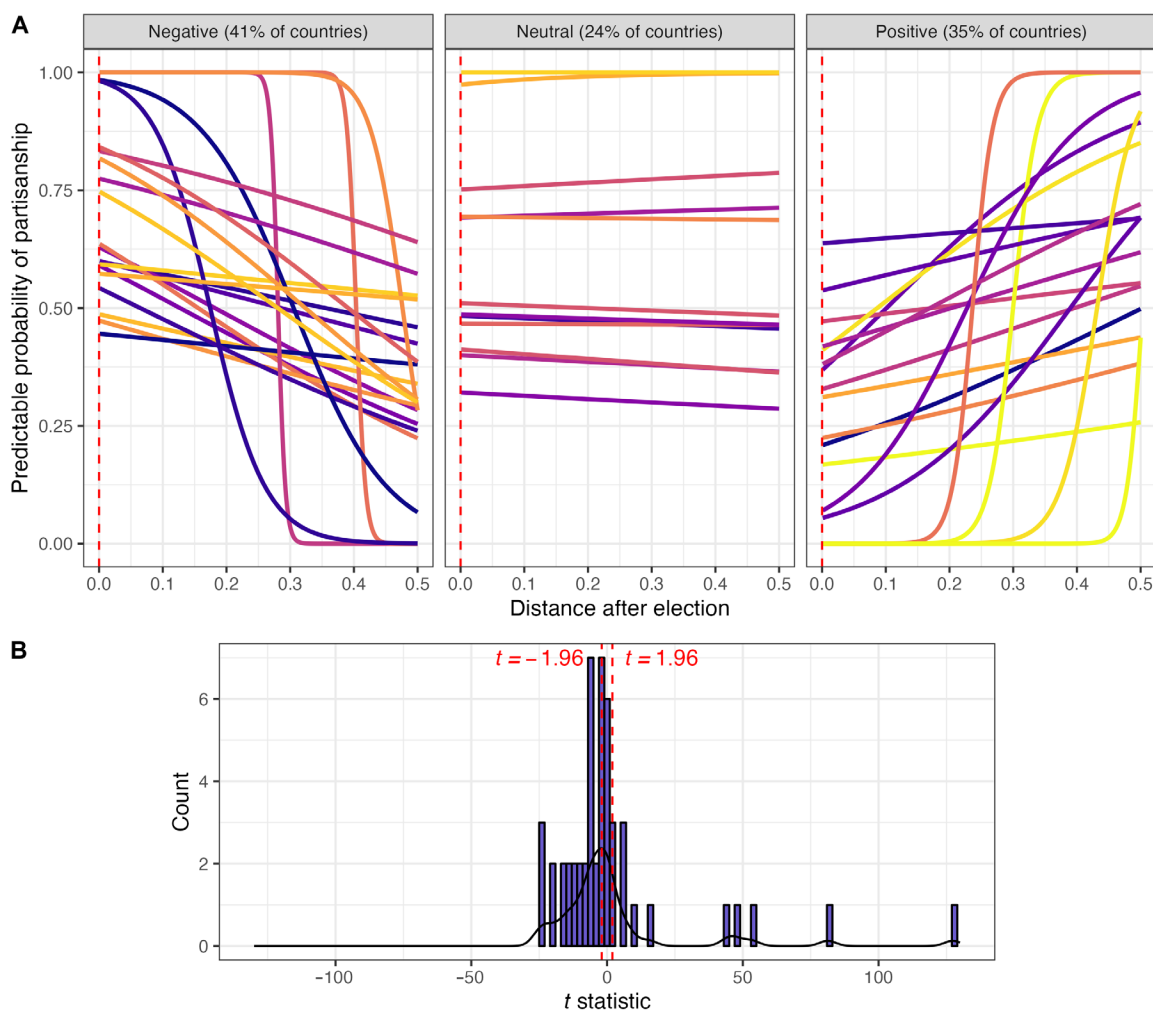 A
Negative (41% of countries)
Neutral (24% of countries)
Positive (35% of countries)
Predictable probability of partisanship
1.00
0.75
0.50
0.25
0.00
0.0 0.1 0.2 0.3 0.4 0.5
0.0 0.1 0.2 0.3 0.4 0.5
0.0 0.1 0.2 0.3 0.4 0.5
Distance after election
B
t = −1.96
t = 1.96
Count
6
4
2
0
−100 −50 0 50 100
t statistic